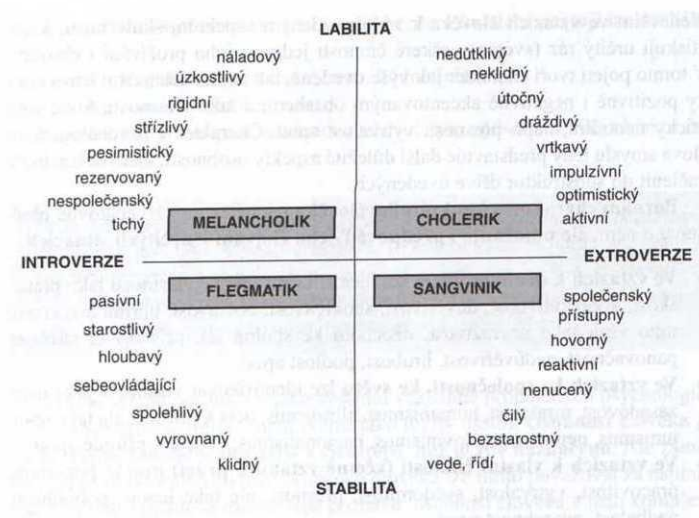 LABILITA
náladový
úzkostlivý
rigidní
střízlivý
pesimistický
rezervovaný
nespolečenský
tichý
MELANCHOLIK
nedůtklivý
neklidný
útočný
dráždivý
vrtkavý
impulzívní
optimistický
aktivní
CHOLERIK
INTROVERZE
EXTROVERZE
FLEGMATIK
pasívní
starostlivý
hloubavý
sebeovládající
spolehlivý
vyrovnaný
klidný
SANGVINIK
společenský
přístupný
hovorný
reaktivní
nenucený
čilý
bezstarostný
vede, řídí
STABILITA